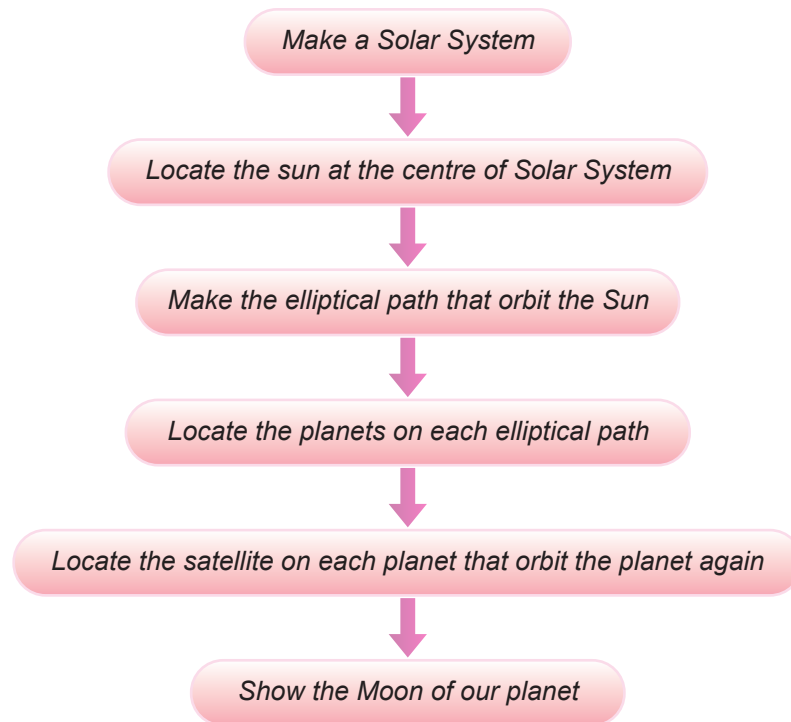 Make a Solar System
Locate the sun at the centre of Solar System
Make the elliptical path that orbit the Sun
Locate the planets on each elliptical path
Locate the satellite on each planet that orbit the planet again
Show the Moon of our planet